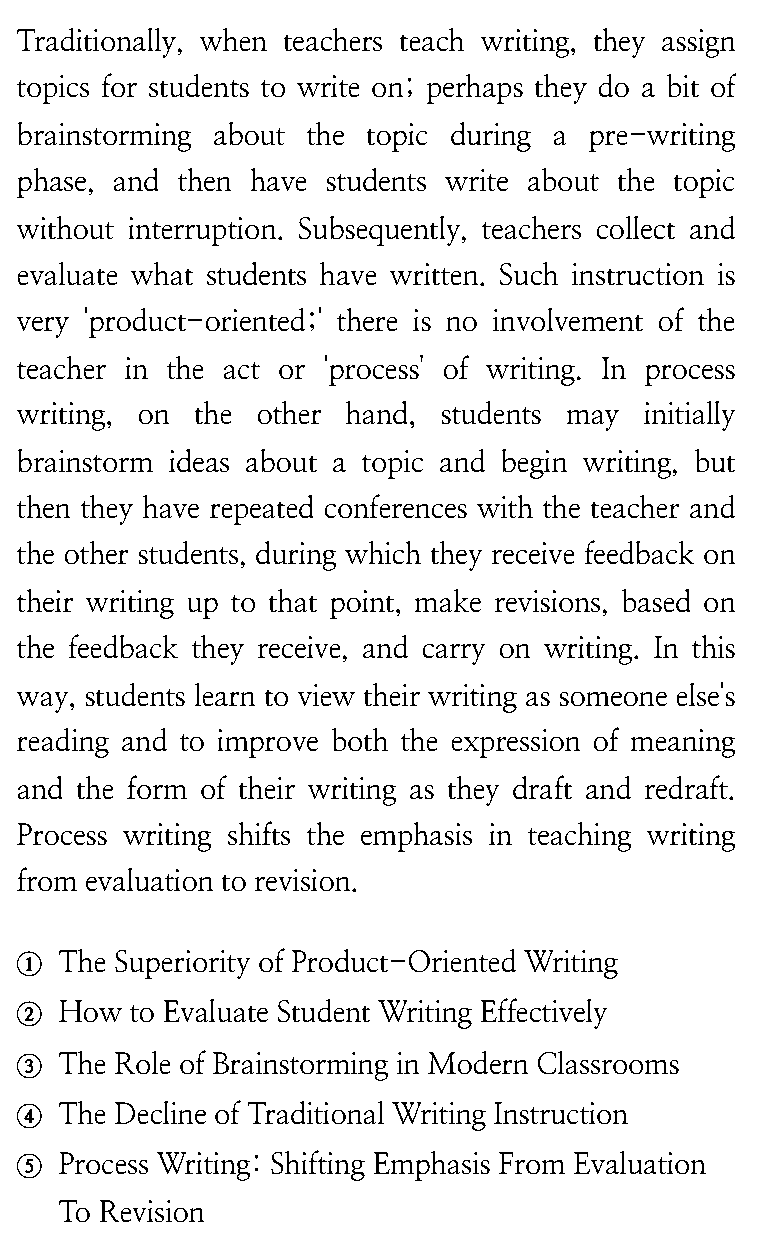 Traditionally, when teachers teach writing, they assign
topics for students to write on; perhaps they do a bit of
brainstorming about the topic during a pre-writing
phase, and then have students write about the topic
without interruption. Subsequently, teachers collect and
evaluate what students have written. Such instruction is
very 'product-oriented;' there is no involvement of the
teacher in the act or 'process' of writing. In process
writing, on the other hand, students may initially
brainstorm ideas about a topic and begin writing, but
then they have repeated conferences with the teacher and
the other students, during which they receive feedback on
their writing up to that point, make revisions, based on
the feedback they receive, and carry on writing. In this
way, students learn to view their writing as someone else's
reading and to improve both the expression of meaning
and the form of their writing as they draft and redraft.
Process writing shifts the emphasis in teaching writing
from evaluation to revision.
① The Superiority of Product-Oriented Writing
② How to Evaluate Student Writing Effectively
③ The Role of Brainstorming in Modern Classrooms
④ The Decline of Traditional Writing Instruction
⑤ Process Writing: Shifting Emphasis From Evaluation
To Revision